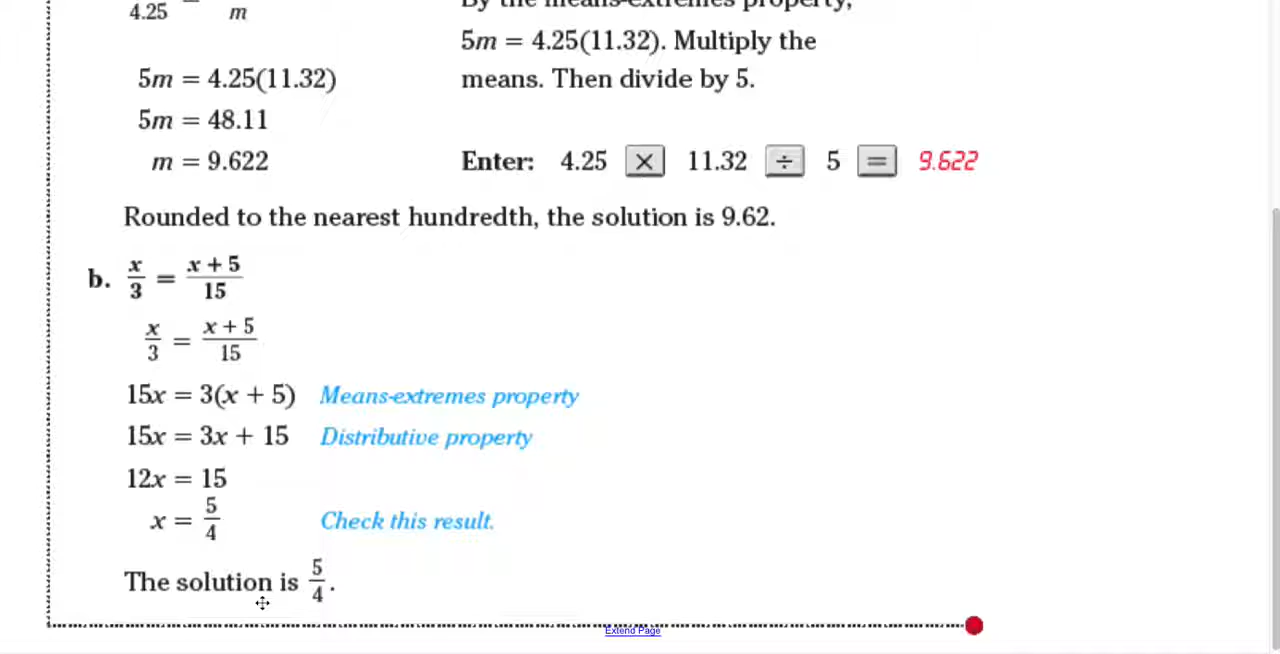 4.25 = m By the means-extremes property,
5m = 4.25(11.32). Multiply the
5m = 4.25(11.32) means. Then divide by 5.
5m = 48.11
m = 9.622 Enter: 4.25 × 11.32 ÷ 5 = 9.622
Rounded to the nearest hundredth, the solution is 9.62.
b. x/3 = (x + 5)/15
x/3 = (x + 5)/15
15x = 3(x + 5) Means-extremes property
15x = 3x + 15 Distributive property
12x = 15
x = 5/4 Check this result.
The solution is 5/4.
Extend Page